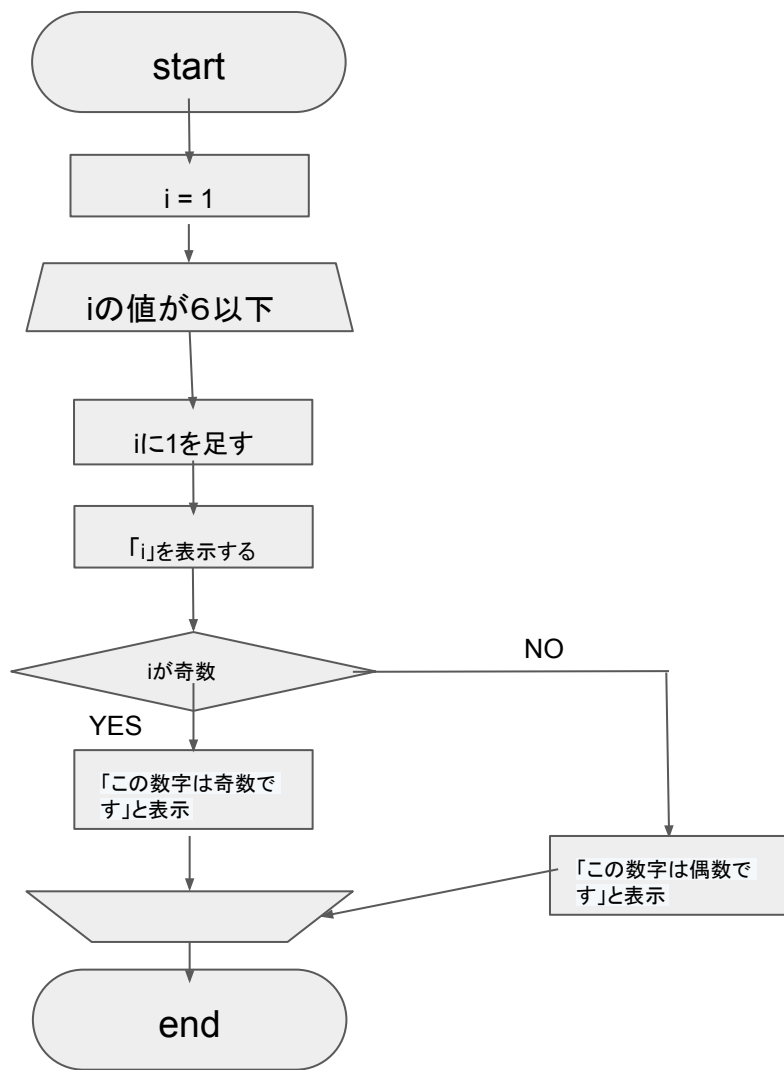 start
i = 1
iの値が6以下
iに1を足す
「i」を表示する
iが奇数
NO
YES
「この数字は奇数で
す」と表示
「この数字は偶数で
す」と表示
end